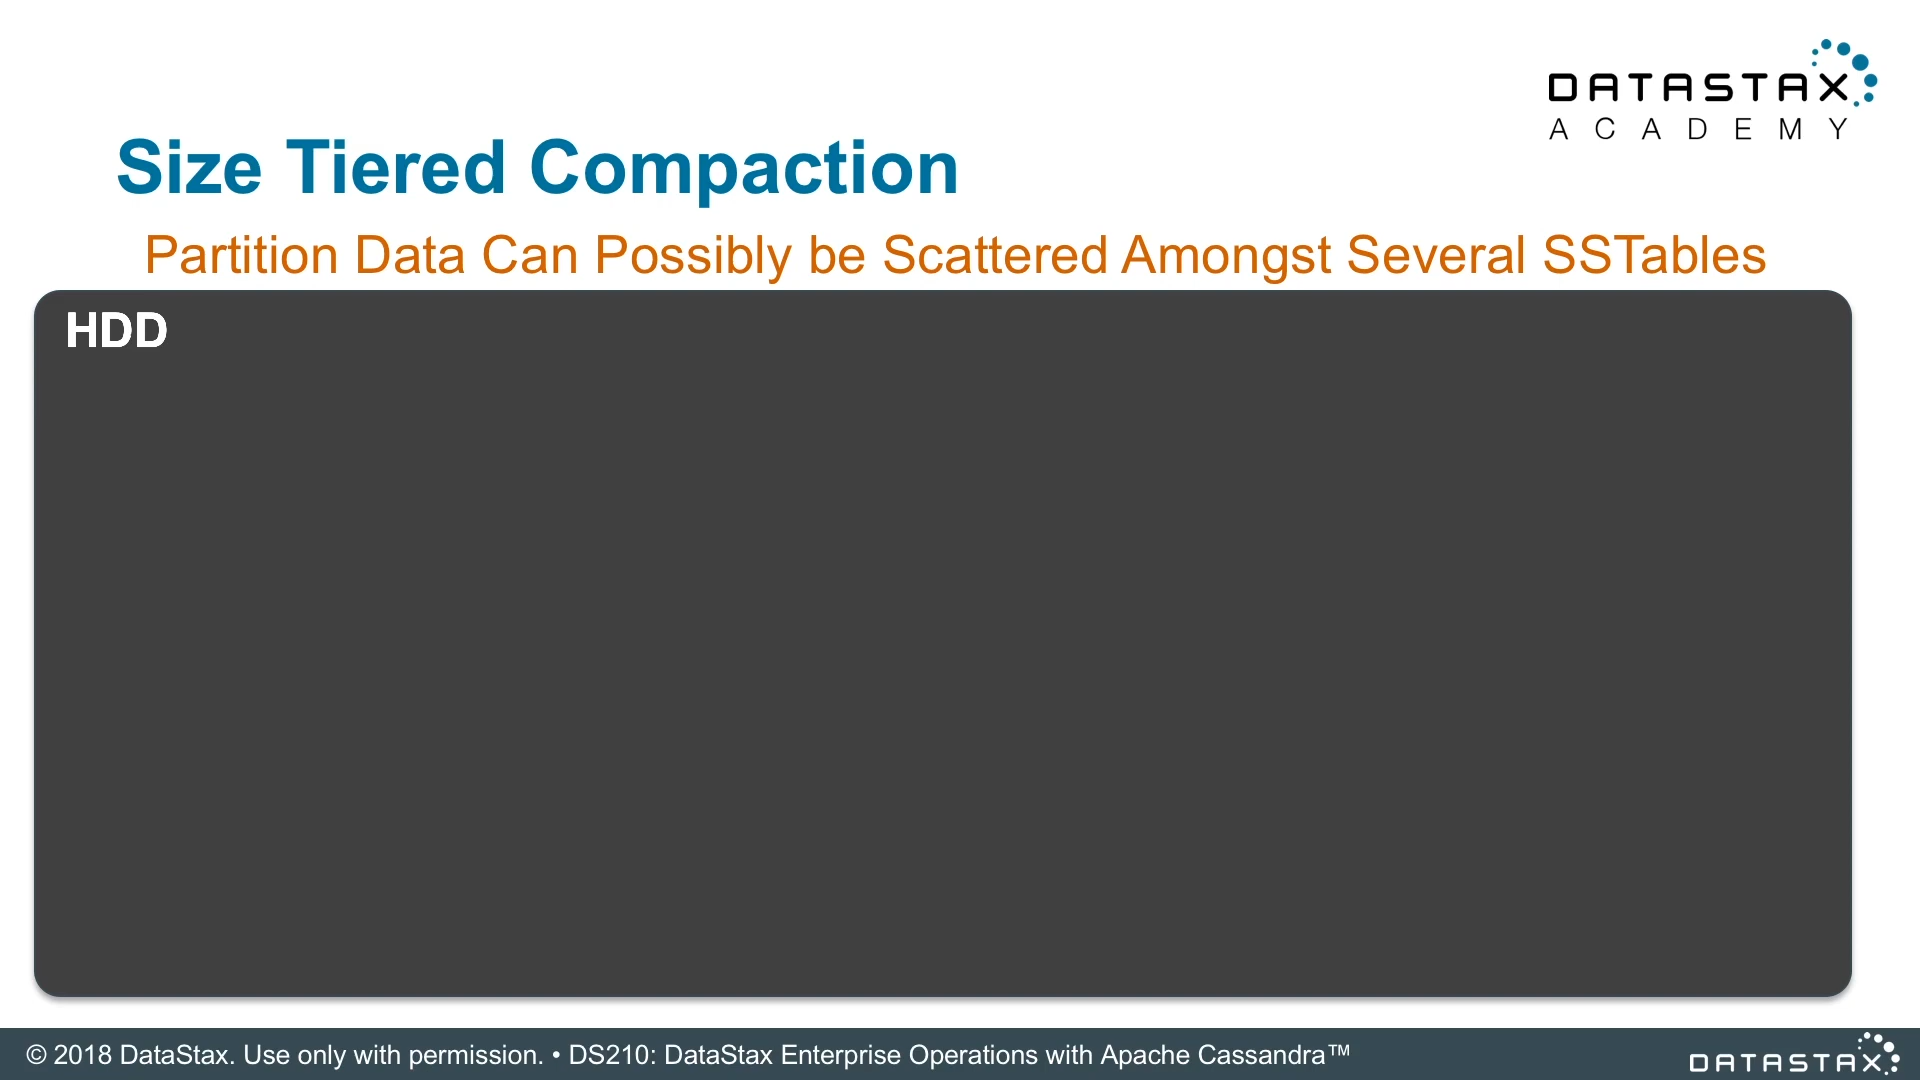 DATASTAX
ACADEMY
Size Tiered Compaction
Partition Data Can Possibly be Scattered Amongst Several SSTables
HDD
© 2018 DataStax. Use only with permission. • DS210: DataStax Enterprise Operations with Apache Cassandra™
DATASTAX